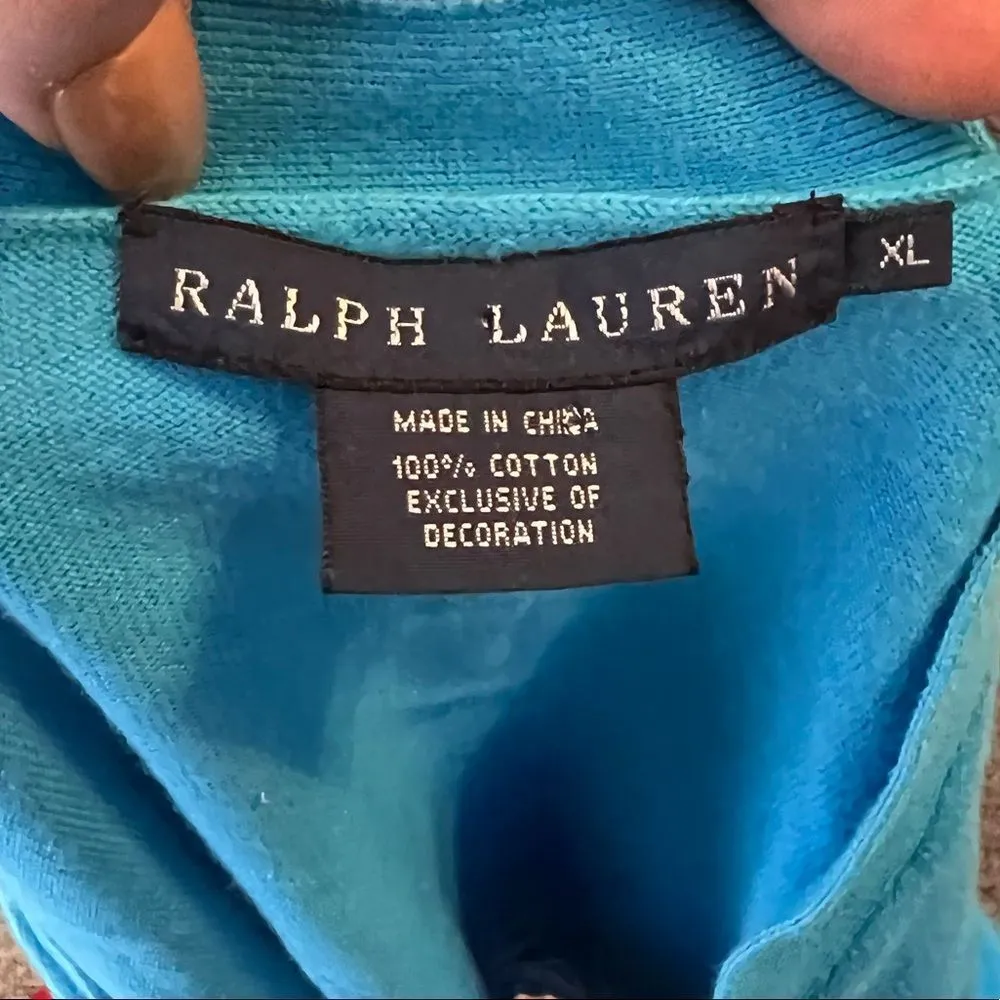 RALPH LAUREN
XL
MADE IN CHINA
100% COTTON
EXCLUSIVE OF
DECORATION